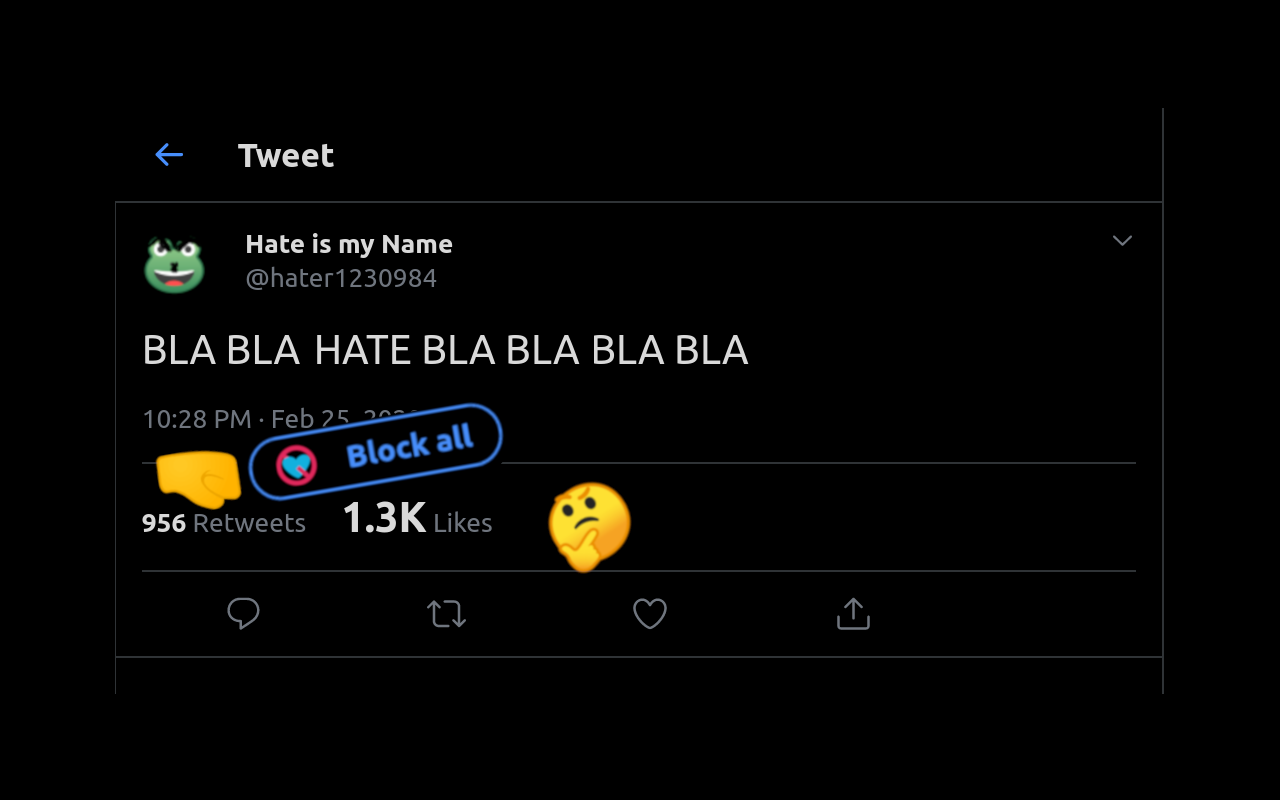 Tweet
Hate is my Name
@hater1230984
BLA BLA HATE BLA BLA BLA BLA
10:28 PM · Feb 25,
Block all
956 Retweets 1.3K Likes